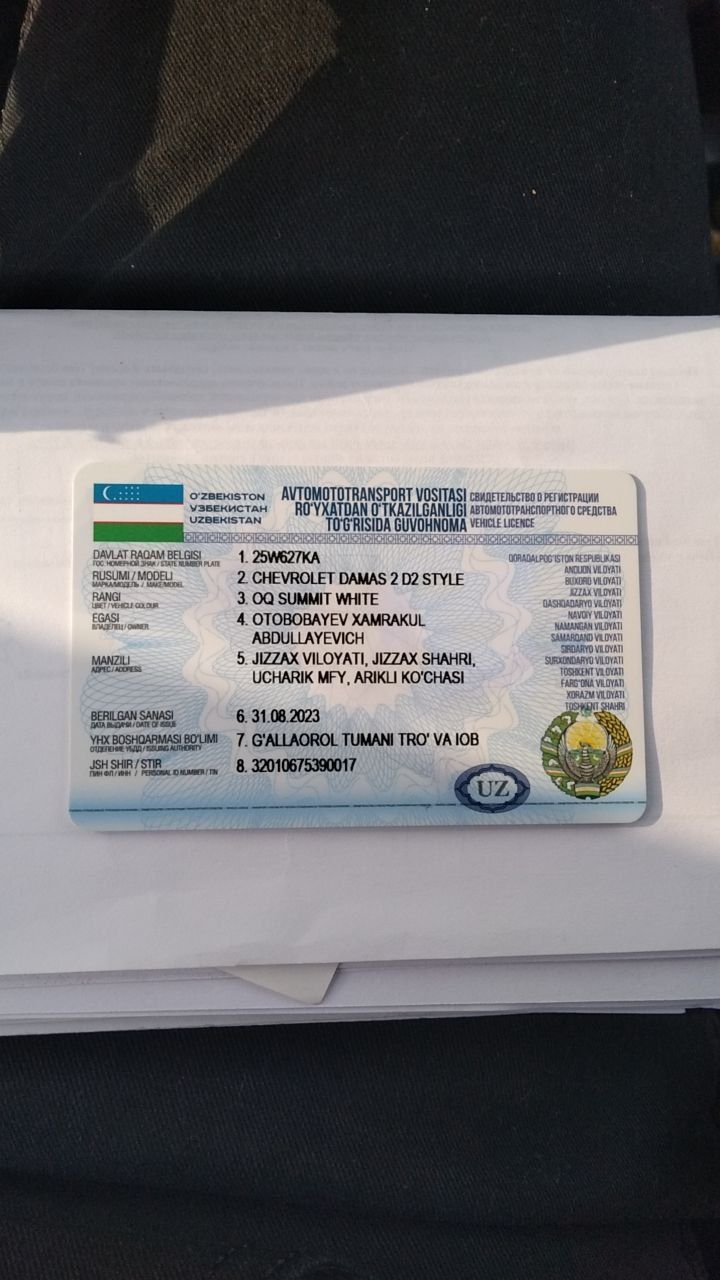 O'ZBEKISTON
УЗБЕКИСТАН
UZBEKISTAN
AVTOMOTOTRANSPORT VOSITASI
RO'YXATDAN O'TKAZILGANLIGI
TO'G'RISIDA GUVOHNOMA
СВИДЕТЕЛЬСТВО О РЕГИСТРАЦИИ
АВТОМОТОТРАНСПОРТНОГО СРЕДСТВА
VEHICLE LICENCE
DAVLAT RAQAM BELGISI
ГОС. НОМЕРНОЙ ЗНАК / STATE NUMBER PLATE
1. 25W627KA
RUSUMI / MODELI
МАРКА/МОДЕЛЬ / MAKE/MODEL
2. CHEVROLET DAMAS 2 D2 STYLE
RANGI
ЦВЕТ / VEHICLE COLOUR
3. OQ SUMMIT WHITE
EGASI
ВЛАДЕЛЕЦ / OWNER
4. OTOBOBAYEV XAMRAKUL
ABDULLAYEVICH
MANZILI
АДРЕС / ADDRESS
5. JIZZAX VILOYATI, JIZZAX SHAHRI,
UCHARIK MFY, ARIKLI KO'CHASI
BERILGAN SANASI
ДАТА ВЫДАЧИ / DATE OF ISSUE
6. 31.08.2023
YHX BOSHQARMASI BO'LIMI
ОТДЕЛЕНИЕ УБДД / ISSUING AUTHORITY
7. G'ALLAOROL TUMANI TRO' VA IOB
JSH SHIR / STIR
ПИН ФЛ / ИНН / PERSONAL ID NUMBER / TIN
8. 32010675390017
QORAQALPOG'ISTON RESPUBLIKASI
ANDIJON VILOYATI
BUXORO VILOYATI
JIZZAX VILOYATI
QASHQADARYO VILOYATI
NAVOIY VILOYATI
NAMANGAN VILOYATI
SAMARQAND VILOYATI
SIRDARYO VILOYATI
SURXONDARYO VILOYATI
TOSHKENT VILOYATI
FARG'ONA VILOYATI
XORAZM VILOYATI
TOSHKENT SHAHRI
UZ